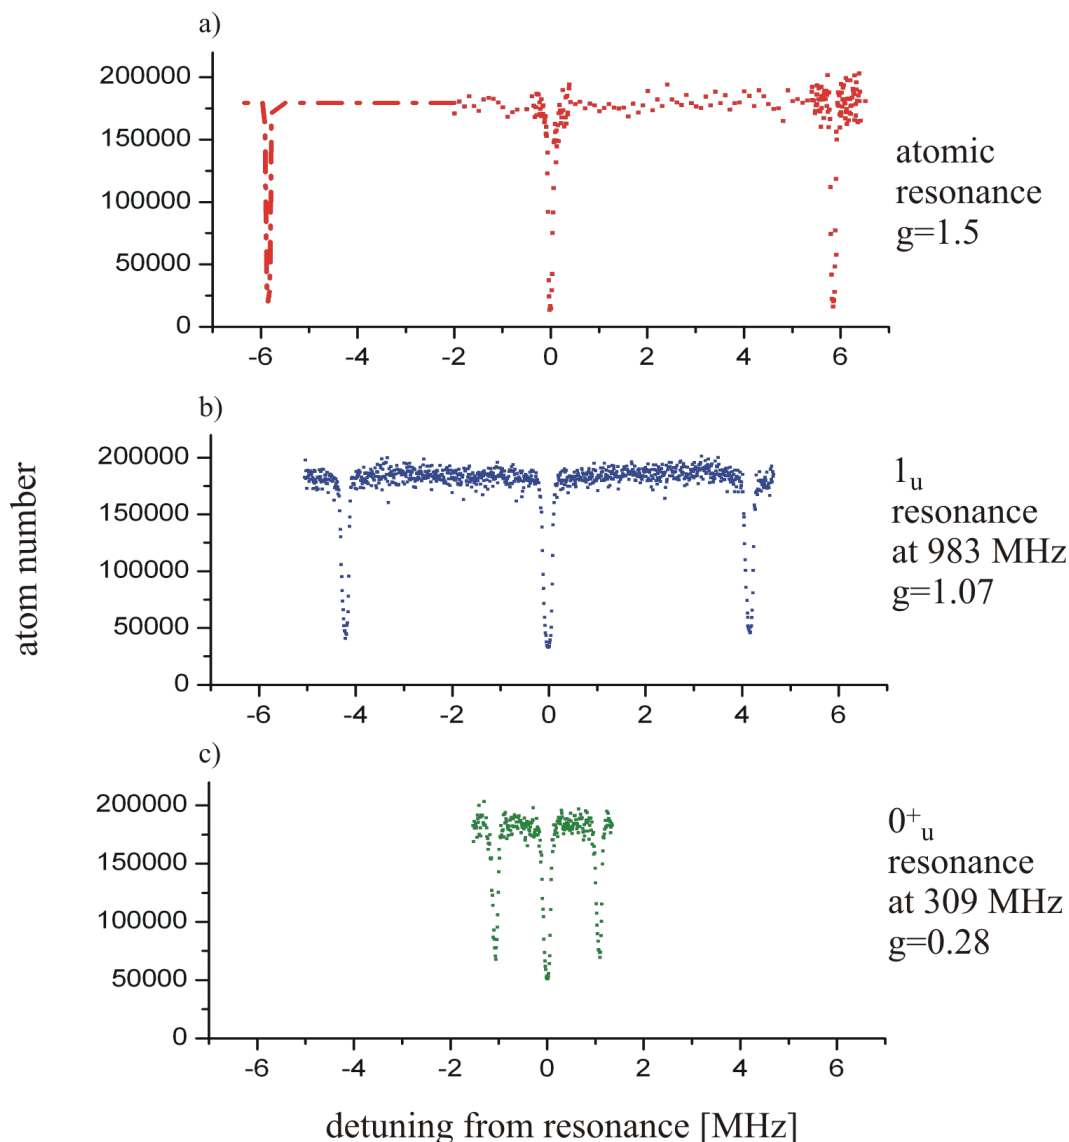 a)
200000
150000
100000
50000
0
-6 -4 -2 0 2 4 6
atomic
resonance
g=1.5
b)
200000
150000
100000
50000
0
-6 -4 -2 0 2 4 6
1u
resonance
at 983 MHz
g=1.07
atom number
c)
200000
150000
100000
50000
0
-6 -4 -2 0 2 4 6
0+u
resonance
at 309 MHz
g=0.28
detuning from resonance [MHz]